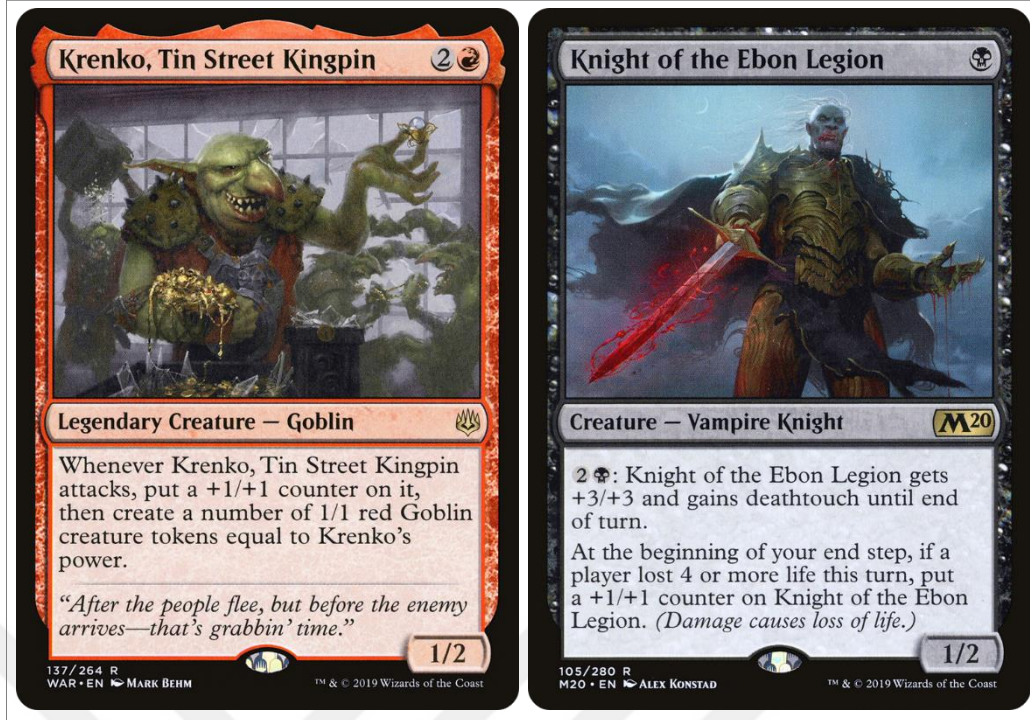 Krenko, Tin Street Kingpin 2
Legendary Creature — Goblin
Whenever Krenko, Tin Street Kingpin
attacks, put a +1/+1 counter on it,
then create a number of 1/1 red Goblin
creature tokens equal to Krenko's
power.
“After the people flee, but before the enemy
arrives—that's grabbin' time.”
1/2
137/264 R
WAR • EN MARK BEHM
™ & © 2019 Wizards of the Coast
Knight of the Ebon Legion
Creature — Vampire Knight
M20
2 : Knight of the Ebon Legion gets
+3/+3 and gains deathtouch until end
of turn.
At the beginning of your end step, if a
player lost 4 or more life this turn, put
a +1/+1 counter on Knight of the Ebon
Legion. (Damage causes loss of life.)
1/2
105/280 R
M20 • EN ALEX KONSTAD
™ & © 2019 Wizards of the Coast